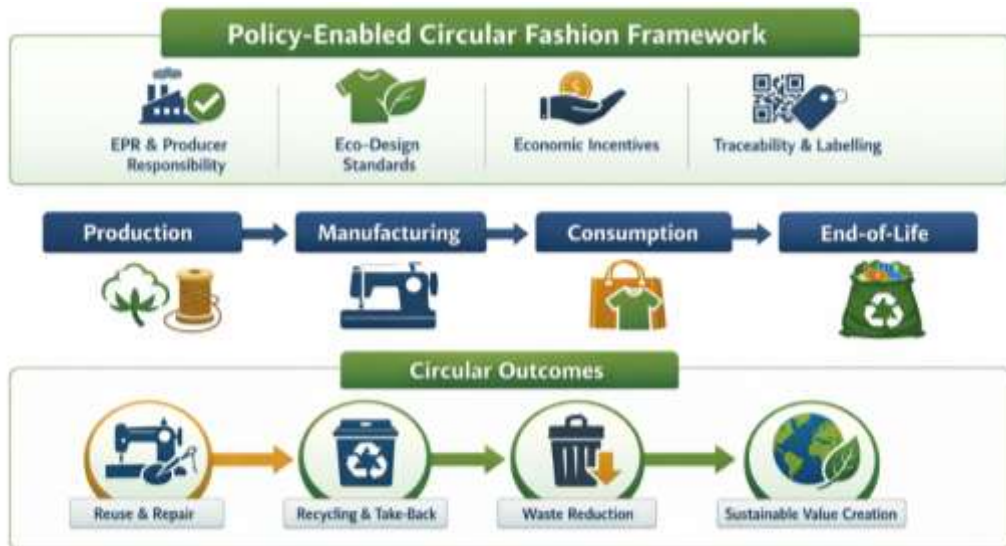 Policy-Enabled Circular Fashion Framework
EPR & Producer
Responsibility
Eco-Design
Standards
Economic Incentives
Traceability & Labelling
Production
Manufacturing
Consumption
End-of-Life
Circular Outcomes
Reuse & Repair
Recycling & Take-Back
Waste Reduction
Sustainable Value Creation